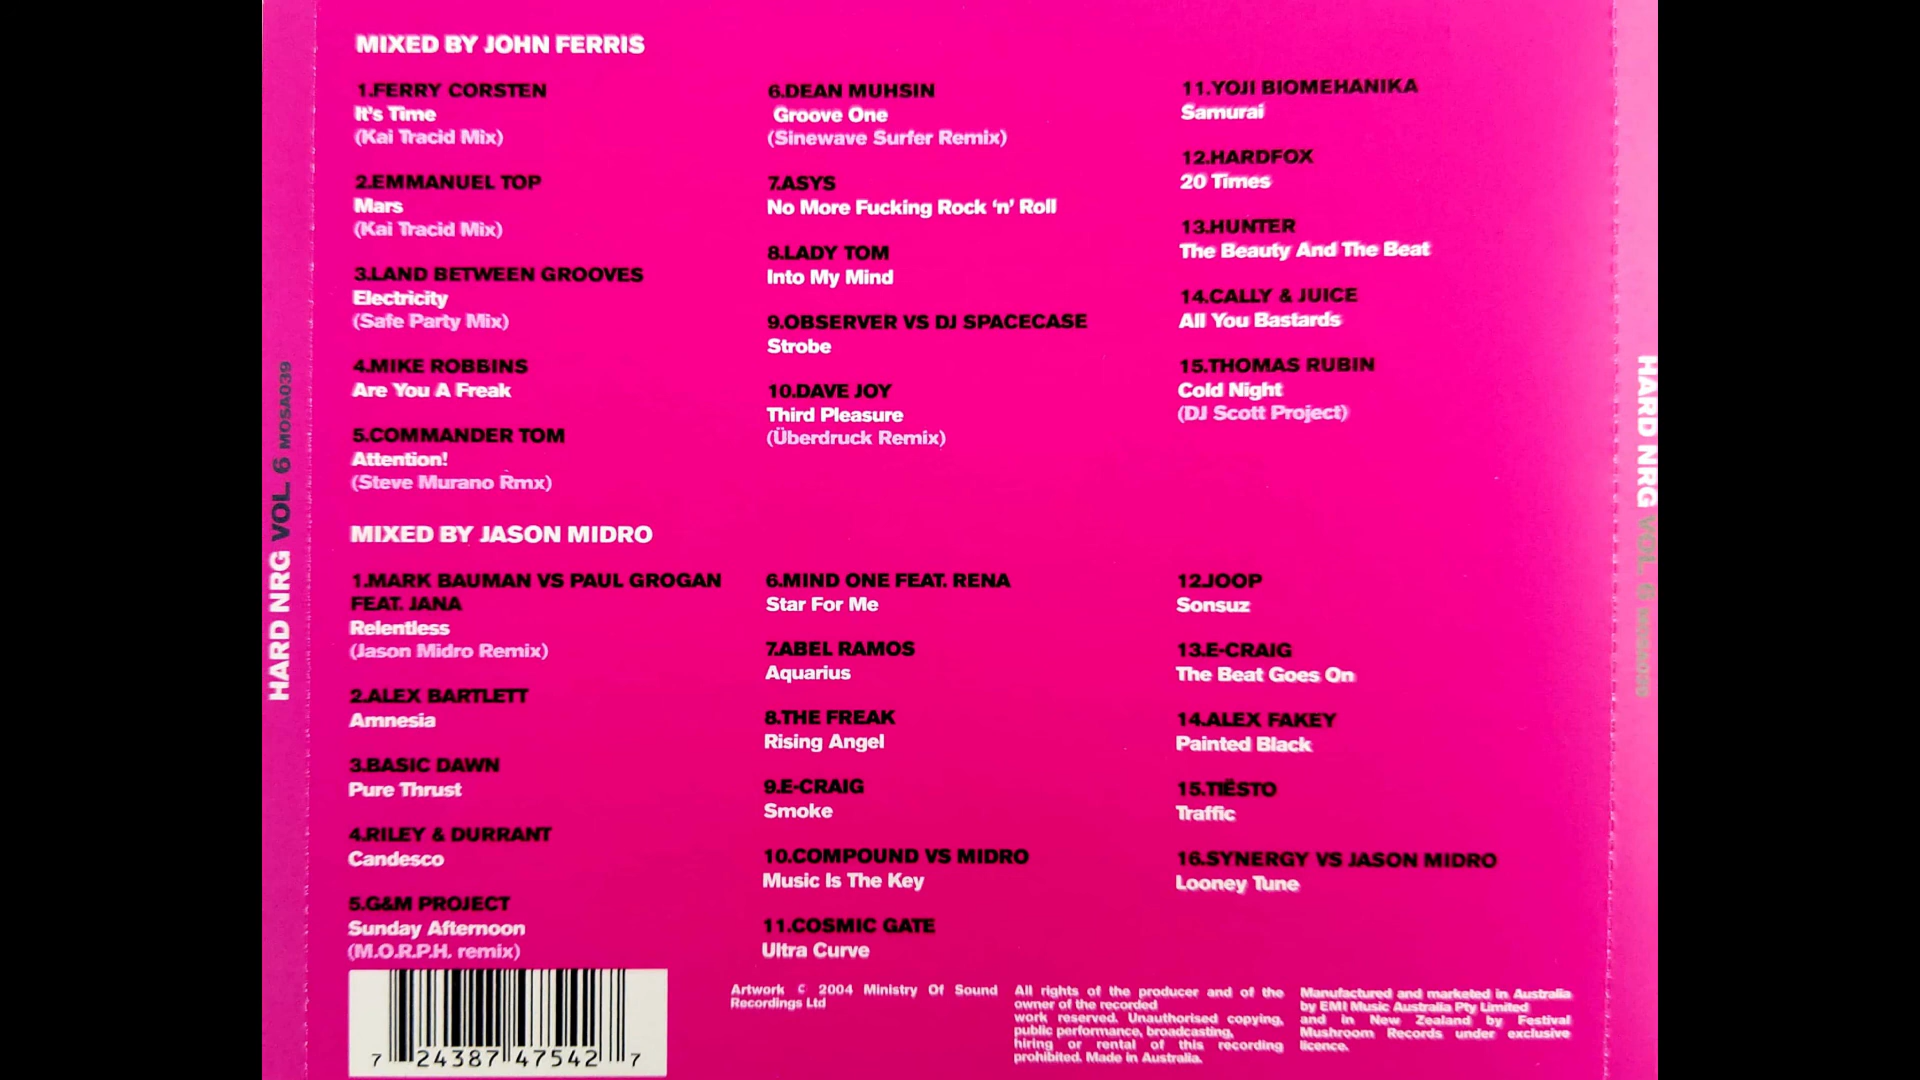 MIXED BY JOHN FERRIS
1.FERRY CORSTEN
It's Time
(Kai Tracid Mix)
2.EMMANUEL TOP
Mars
(Kai Tracid Mix)
3.LAND BETWEEN GROOVES
Electricity
(Safe Party Mix)
4.MIKE ROBBINS
Are You A Freak
5.COMMANDER TOM
Attention!
(Steve Murano Rmx)
6.DEAN MUHSIN
Groove One
(Sinewave Surfer Remix)
7.ASYS
No More Fucking Rock 'n' Roll
8.LADY TOM
Into My Mind
9.OBSERVER VS DJ SPACECASE
Strobe
10.DAVE JOY
Third Pleasure
(Überdruck Remix)
11.YOJI BIOMEHANIKA
Samurai
12.HARDFOX
20 Times
13.HUNTER
The Beauty And The Beat
14.CALLY & JUICE
All You Bastards
15.THOMAS RUBIN
Cold Night
(DJ Scott Project)
MIXED BY JASON MIDRO
1.MARK BAUMAN VS PAUL GROGAN
FEAT. JANA
Relentless
(Jason Midro Remix)
2.ALEX BARTLETT
Amnesia
3.BASIC DAWN
Pure Thrust
4.RILEY & DURRANT
Candesco
5.G&M PROJECT
Sunday Afternoon
(M.O.R.P.H. remix)
6.MIND ONE FEAT. RENA
Star For Me
7.ABEL RAMOS
Aquarius
8.THE FREAK
Rising Angel
9.E-CRAIG
Smoke
10.COMPOUND VS MIDRO
Music Is The Key
11.COSMIC GATE
Ultra Curve
12.JOOP
Sonsuz
13.E-CRAIG
The Beat Goes On
14.ALEX FAKEY
Painted Black
15.TIËSTO
Traffic
16.SYNERGY VS JASON MIDRO
Looney Tune
7 24387 47542 7
Artwork © 2004 Ministry Of Sound
Recordings Ltd
All rights of the producer and of the
owner of the recorded
work reserved. Unauthorised copying,
public performance, broadcasting,
hiring or rental of this recording
prohibited. Made in Australia.
Manufactured and marketed in Australia
by EMI Music Australia Pty Limited
and in New Zealand by Festival
Mushroom Records under exclusive
licence.
HARD NRG VOL 6 MOSA039
HARD NRG VOL 6 MOSA039